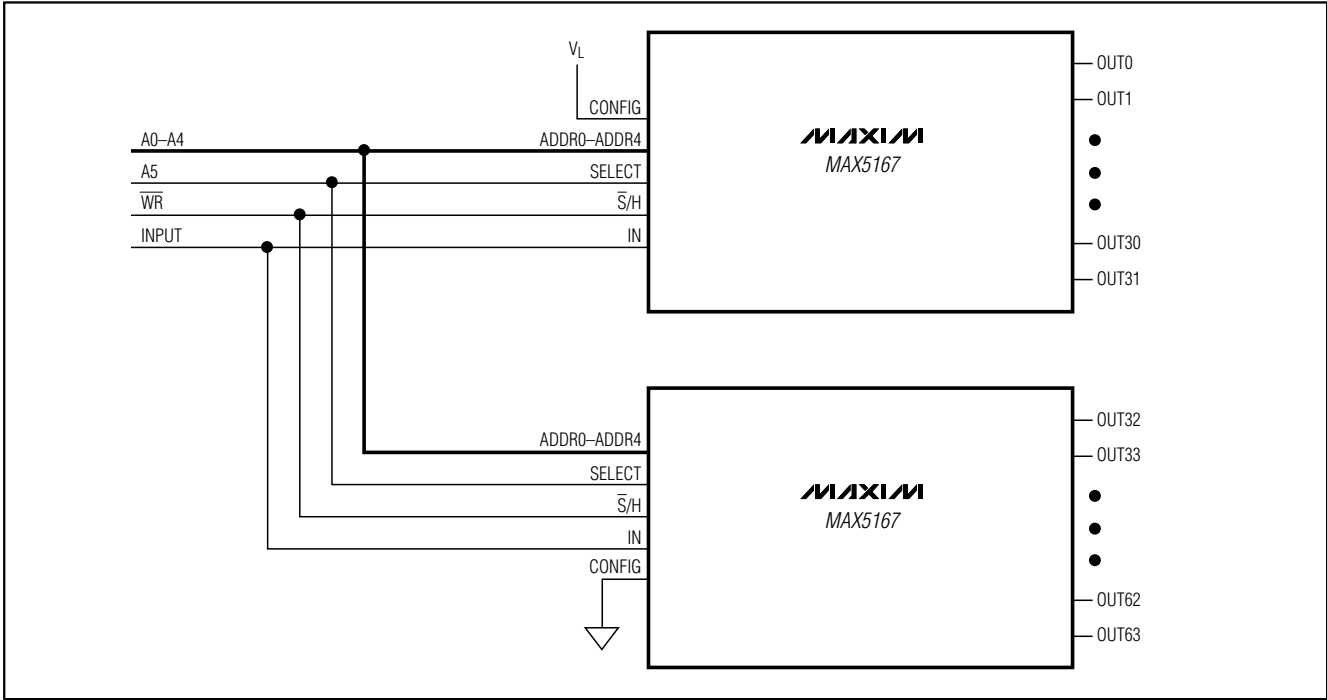 VL
CONFIG
A0–A4
ADDR0–ADDR4
A5
SELECT
W̅R̅
S̅/H
INPUT
IN
MAXIM
MAX5167
OUT0
OUT1
OUT30
OUT31
ADDR0–ADDR4
SELECT
S̅/H
IN
CONFIG
MAXIM
MAX5167
OUT32
OUT33
OUT62
OUT63